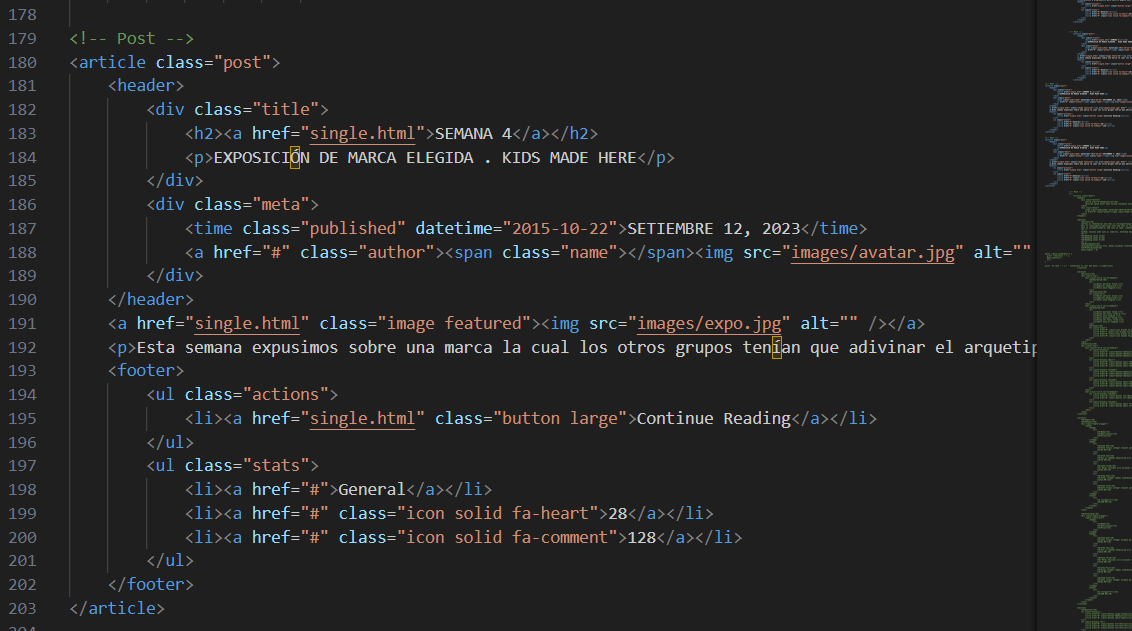 178
179 <!-- Post -->
180 <article class="post">
181 <header>
182 <div class="title">
183 <h2><a href="single.html">SEMANA 4</a></h2>
184 <p>EXPOSICIÓN DE MARCA ELEGIDA . KIDS MADE HERE</p>
185 </div>
186 <div class="meta">
187 <time class="published" datetime="2015-10-22">SETIEMBRE 12, 2023</time>
188 <a href="#" class="author"><span class="name"></span><img src="images/avatar.jpg" alt=""
189 </div>
190 </header>
191 <a href="single.html" class="image featured"><img src="images/expo.jpg" alt="" /></a>
192 <p>Esta semana expusimos sobre una marca la cual los otros grupos tenían que adivinar el arquetip
193 <footer>
194 <ul class="actions">
195 <li><a href="single.html" class="button large">Continue Reading</a></li>
196 </ul>
197 <ul class="stats">
198 <li><a href="#">General</a></li>
199 <li><a href="#" class="icon solid fa-heart">28</a></li>
200 <li><a href="#" class="icon solid fa-comment">128</a></li>
201 </ul>
202 </footer>
203 </article>
204